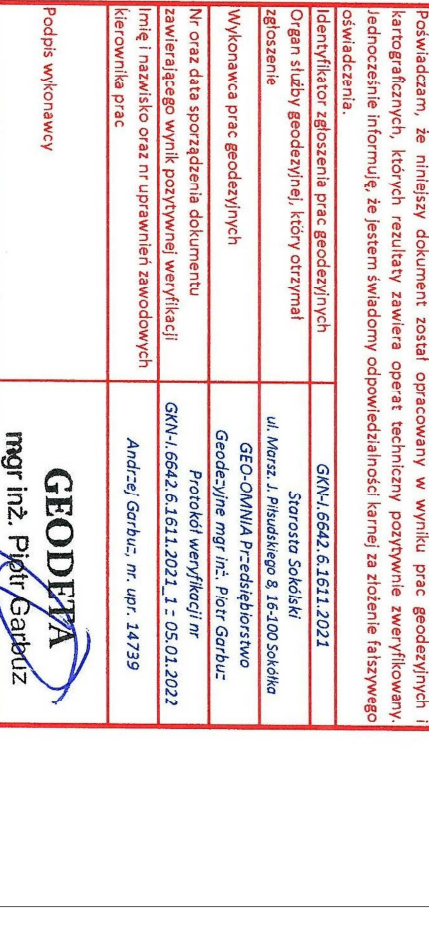 Poświadczam, że niniejszy dokument został opracowany w wyniku prac geodezyjnych i
kartograficznych, których rezultaty zawiera operat techniczny pozytywnie zweryfikowany.
Jednocześnie informuję, że jestem świadomy odpowiedzialności karnej za złożenie fałszywego
oświadczenia.
Identyfikator zgłoszenia prac geodezyjnych
GKN-I.6642.6.1611.2021
Organ służby geodezyjnej, który otrzymał
zgłoszenie
Starosta Sokólski
ul. Marsz. J. Piłsudskiego 8, 16-100 Sokółka
Wykonawca prac geodezyjnych
GEO-OMNIA Przedsiębiorstwo
Geodezyjne mgr inż. Piotr Garbuz
Nr oraz data sporządzenia dokumentu
zawierającego wynik pozytywnej weryfikacji
Protokół weryfikacji nr
GKN-I.6642.6.1611.2021_1 z 05.01.2022
Imię i nazwisko oraz nr uprawnień zawodowych
kierownika prac
Andrzej Garbuz, nr. upr. 14739
Podpis wykonawcy
GEODETA
mgr inż. Piotr Garbuz